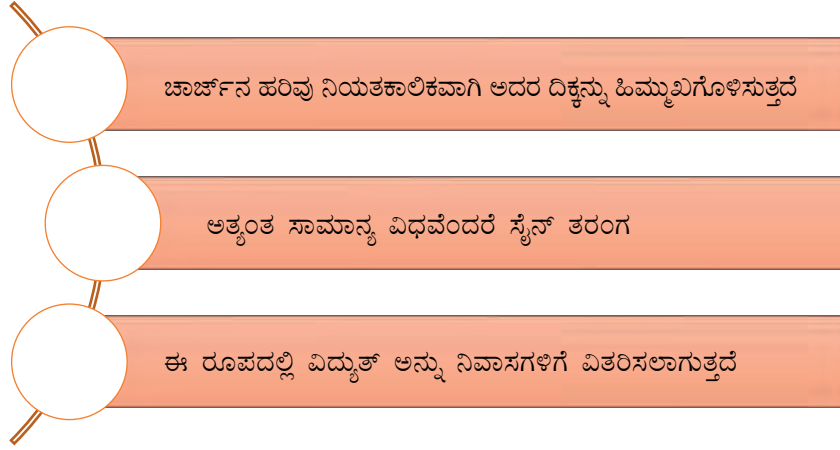 ಚಾರ್ಜ್‌ನ ಹರಿವು ನಿಯತಕಾಲಿಕವಾಗಿ ಅದರ ದಿಕ್ಕನ್ನು ಹಿಮ್ಮುಖಗೊಳಿಸುತ್ತದೆ
ಅತ್ಯಂತ ಸಾಮಾನ್ಯ ವಿಧವೆಂದರೆ ಸೈನ್ ತರಂಗ
ಈ ರೂಪದಲ್ಲಿ ವಿದ್ಯುತ್ ಅನ್ನು ನಿವಾಸಗಳಿಗೆ ವಿತರಿಸಲಾಗುತ್ತದೆ